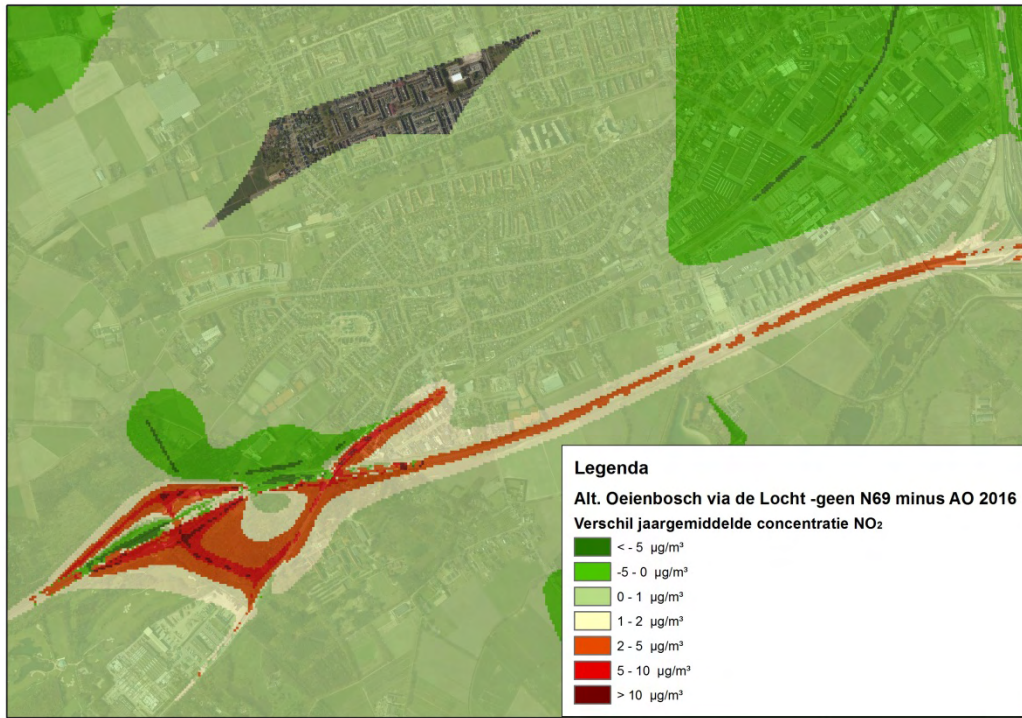 Legenda
Alt. Oeienbosch via de Locht -geen N69 minus AO 2016
Verschil jaargemiddelde concentratie NO₂
< - 5 µg/m³
-5 - 0 µg/m³
0 - 1 µg/m³
1 - 2 µg/m³
2 - 5 µg/m³
5 - 10 µg/m³
> 10 µg/m³